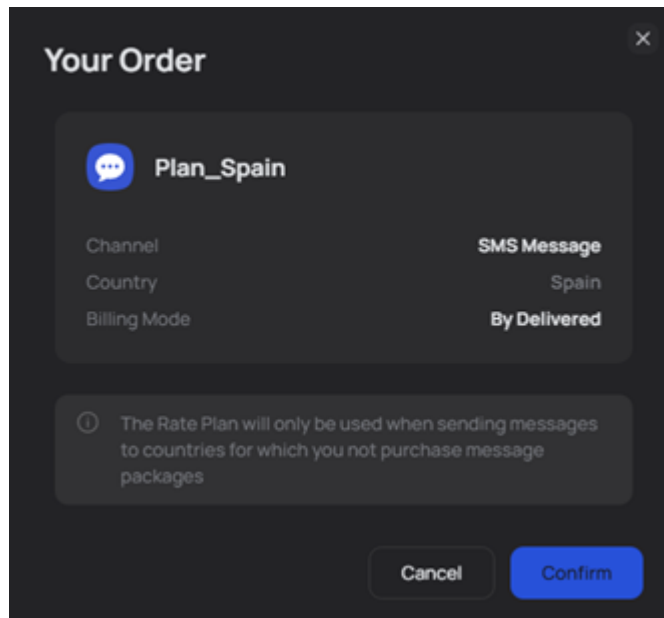 Your Order
Plan_Spain
Channel SMS Message
Country Spain
Billing Mode By Delivered
The Rate Plan will only be used when sending messages
to countries for which you not purchase message
packages
Cancel Confirm